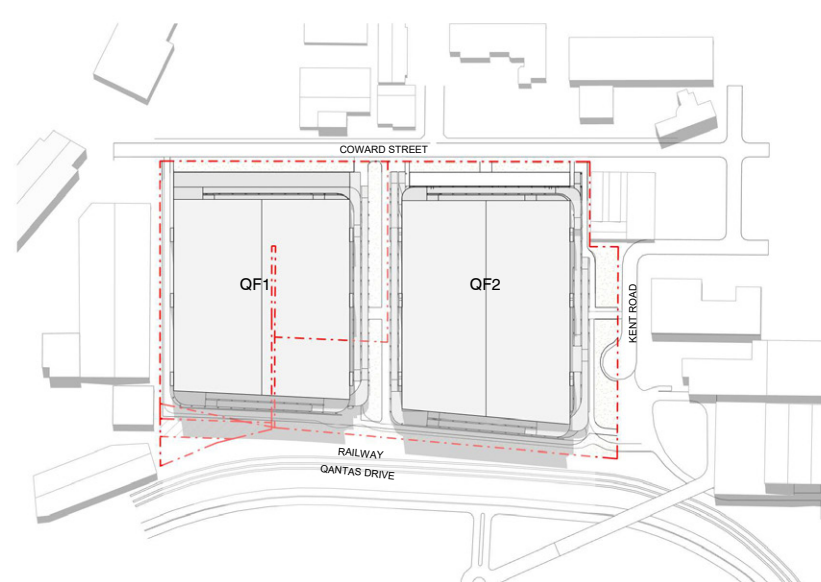 COWARD STREET
QF1
QF2
KENT ROAD
RAILWAY
QANTAS DRIVE